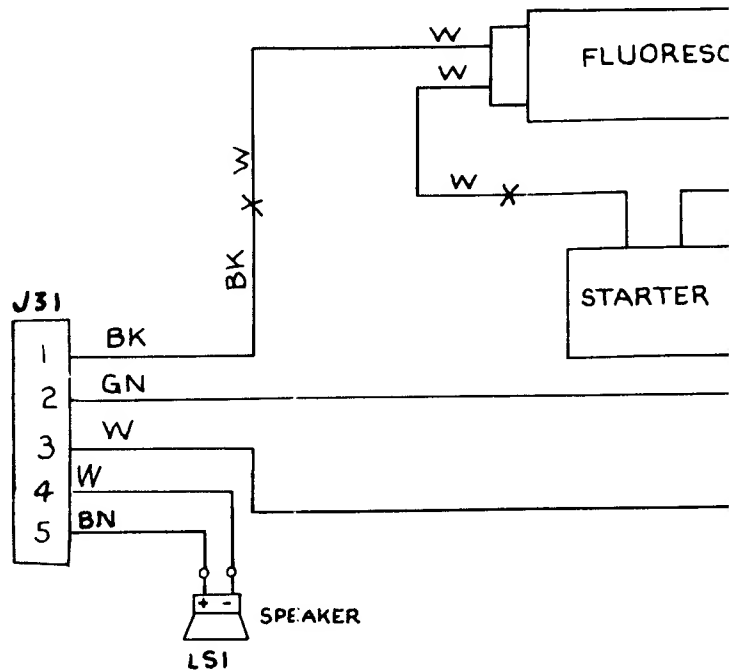 W
FLUORESC
W
W
W
BK
STARTER
J31
1 BK
2 GN
3 W
4 W
5 BN
+ -
SPEAKER
LS1